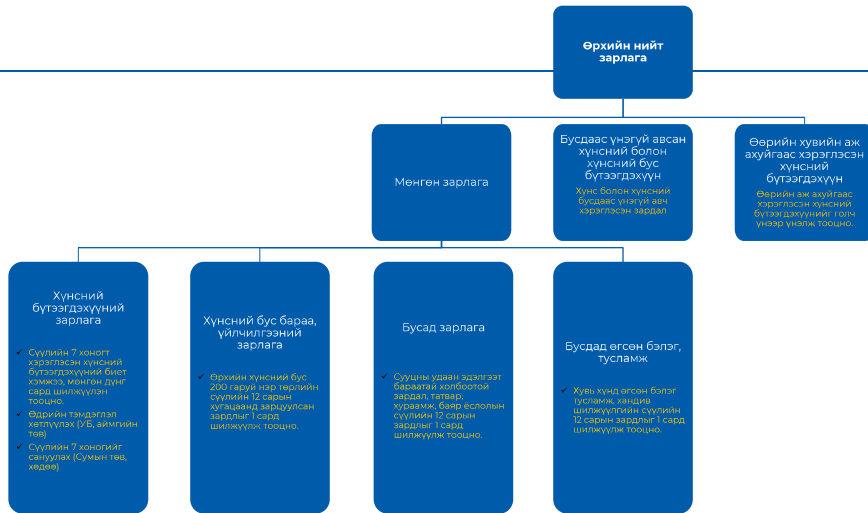 Өрхийн нийт
зарлага
Мөнгөн зарлага
Бусдаас үнэгүй авсан
хүнсний болон
хүнсний бус
бүтээгдэхүүн
Хүнс болон хүнсний
бусдаас үнэгүй авч
хэрэглэсэн зардал
Өөрийн хувийн аж
ахуйгаас хэрэглэсэн
хүнсний
бүтээгдэхүүн
Өөрийн аж ахуйгаас
хэрэглэсэн хүнсний
бүтээгдэхүүнийг голч
үнээр үнэлж тооцно.
Хүнсний
бүтээгдэхүүний
зарлага
✓ Сүүлийн 7 хоногт
хэрэглэсэн хүнсний
бүтээгдэхүүний биет
хэмжээ, мөнгөн дүнг
сард шилжүүлэн
тооцно.
✓ Өдрийн тэмдэглэл
хөтлүүлэх (УБ, аймгийн
төв)
✓ Сүүлийн 7 хоногийг
сануулах (Сумын төв,
хөдөө)
Хүнсний бус бараа,
үйлчилгээний
зарлага
✓ Өрхийн хүнсний бус
200 гаруй нэр төрлийн
сүүлийн 12 сарын
хугацаанд зарцуулсан
зардлыг 1 сард
шилжүүлж тооцно.
Бусад зарлага
✓ Сууцны удаан эдэлгээт
бараатай холбоотой
зардал, татвар,
хураамж, баяр ёслолын
сүүлийн 12 сарын
зардлыг 1 сард
шилжүүлж тооцно.
Бусдад өгсөн бэлэг,
тусламж
✓ Хувь хүнд өгсөн бэлэг
тусламж, хандив
шилжүүлгийн сүүлийн
12 сарын зардлыг 1 сард
шилжүүлж тооцно.